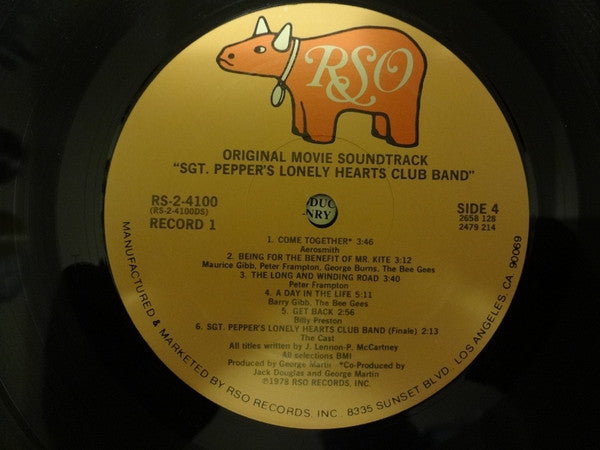 RSO
ORIGINAL MOVIE SOUNDTRACK
"SGT. PEPPER'S LONELY HEARTS CLUB BAND"
RS-2-4100
(RS-2-4100DS)
RECORD 1
DUC
NRY
SIDE 4
2658 128
2479 214
1. COME TOGETHER* 3:46
Aerosmith
2. BEING FOR THE BENEFIT OF MR. KITE 3:12
Maurice Gibb, Peter Frampton, George Burns, The Bee Gees
3. THE LONG AND WINDING ROAD 3:40
Peter Frampton
4. A DAY IN THE LIFE 5:11
Barry Gibb, The Bee Gees
5. GET BACK 2:56
Billy Preston
6. SGT. PEPPER'S LONELY HEARTS CLUB BAND (Finale) 2:13
The Cast
All titles written by J. Lennon-P. McCartney
All selections BMI
Produced by George Martin *Co-Produced by
Jack Douglas and George Martin
℗1978 RSO RECORDS, INC.
MANUFACTURED & MARKETED BY RSO RECORDS, INC. 8335 SUNSET BLVD. LOS ANGELES, CA 90069